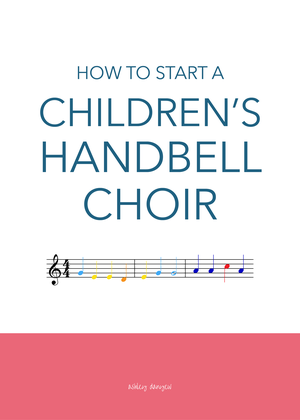 HOW TO START A
CHILDREN'S
HANDBELL
CHOIR